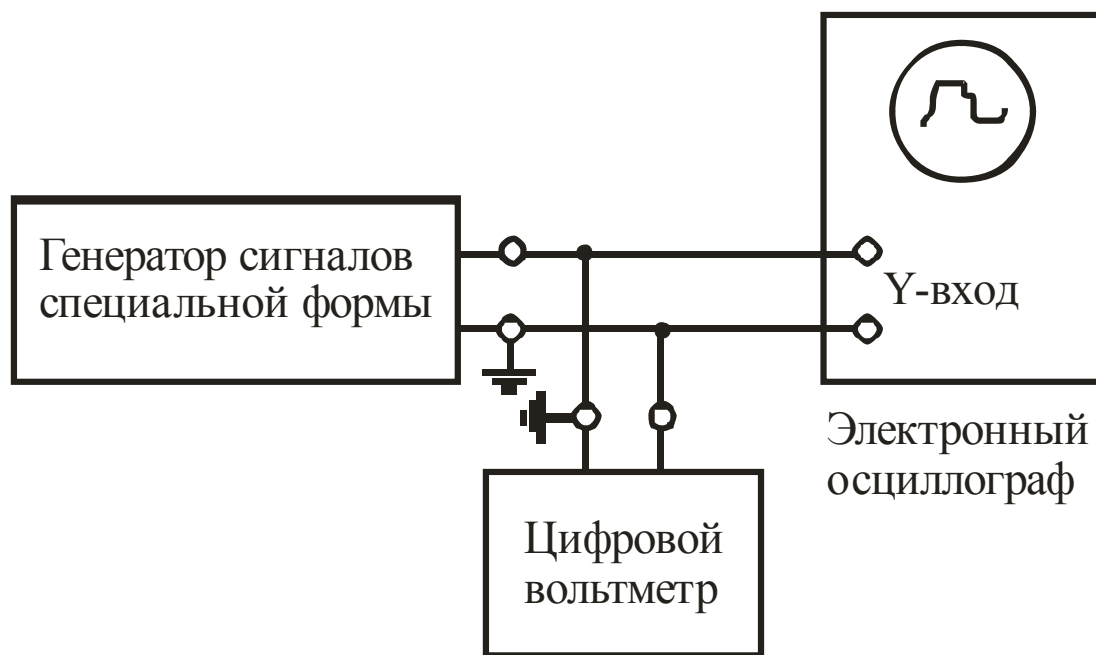 Генератор сигналов
специальной формы
Y-вход
Электронный
осциллограф
Цифровой
вольтметр